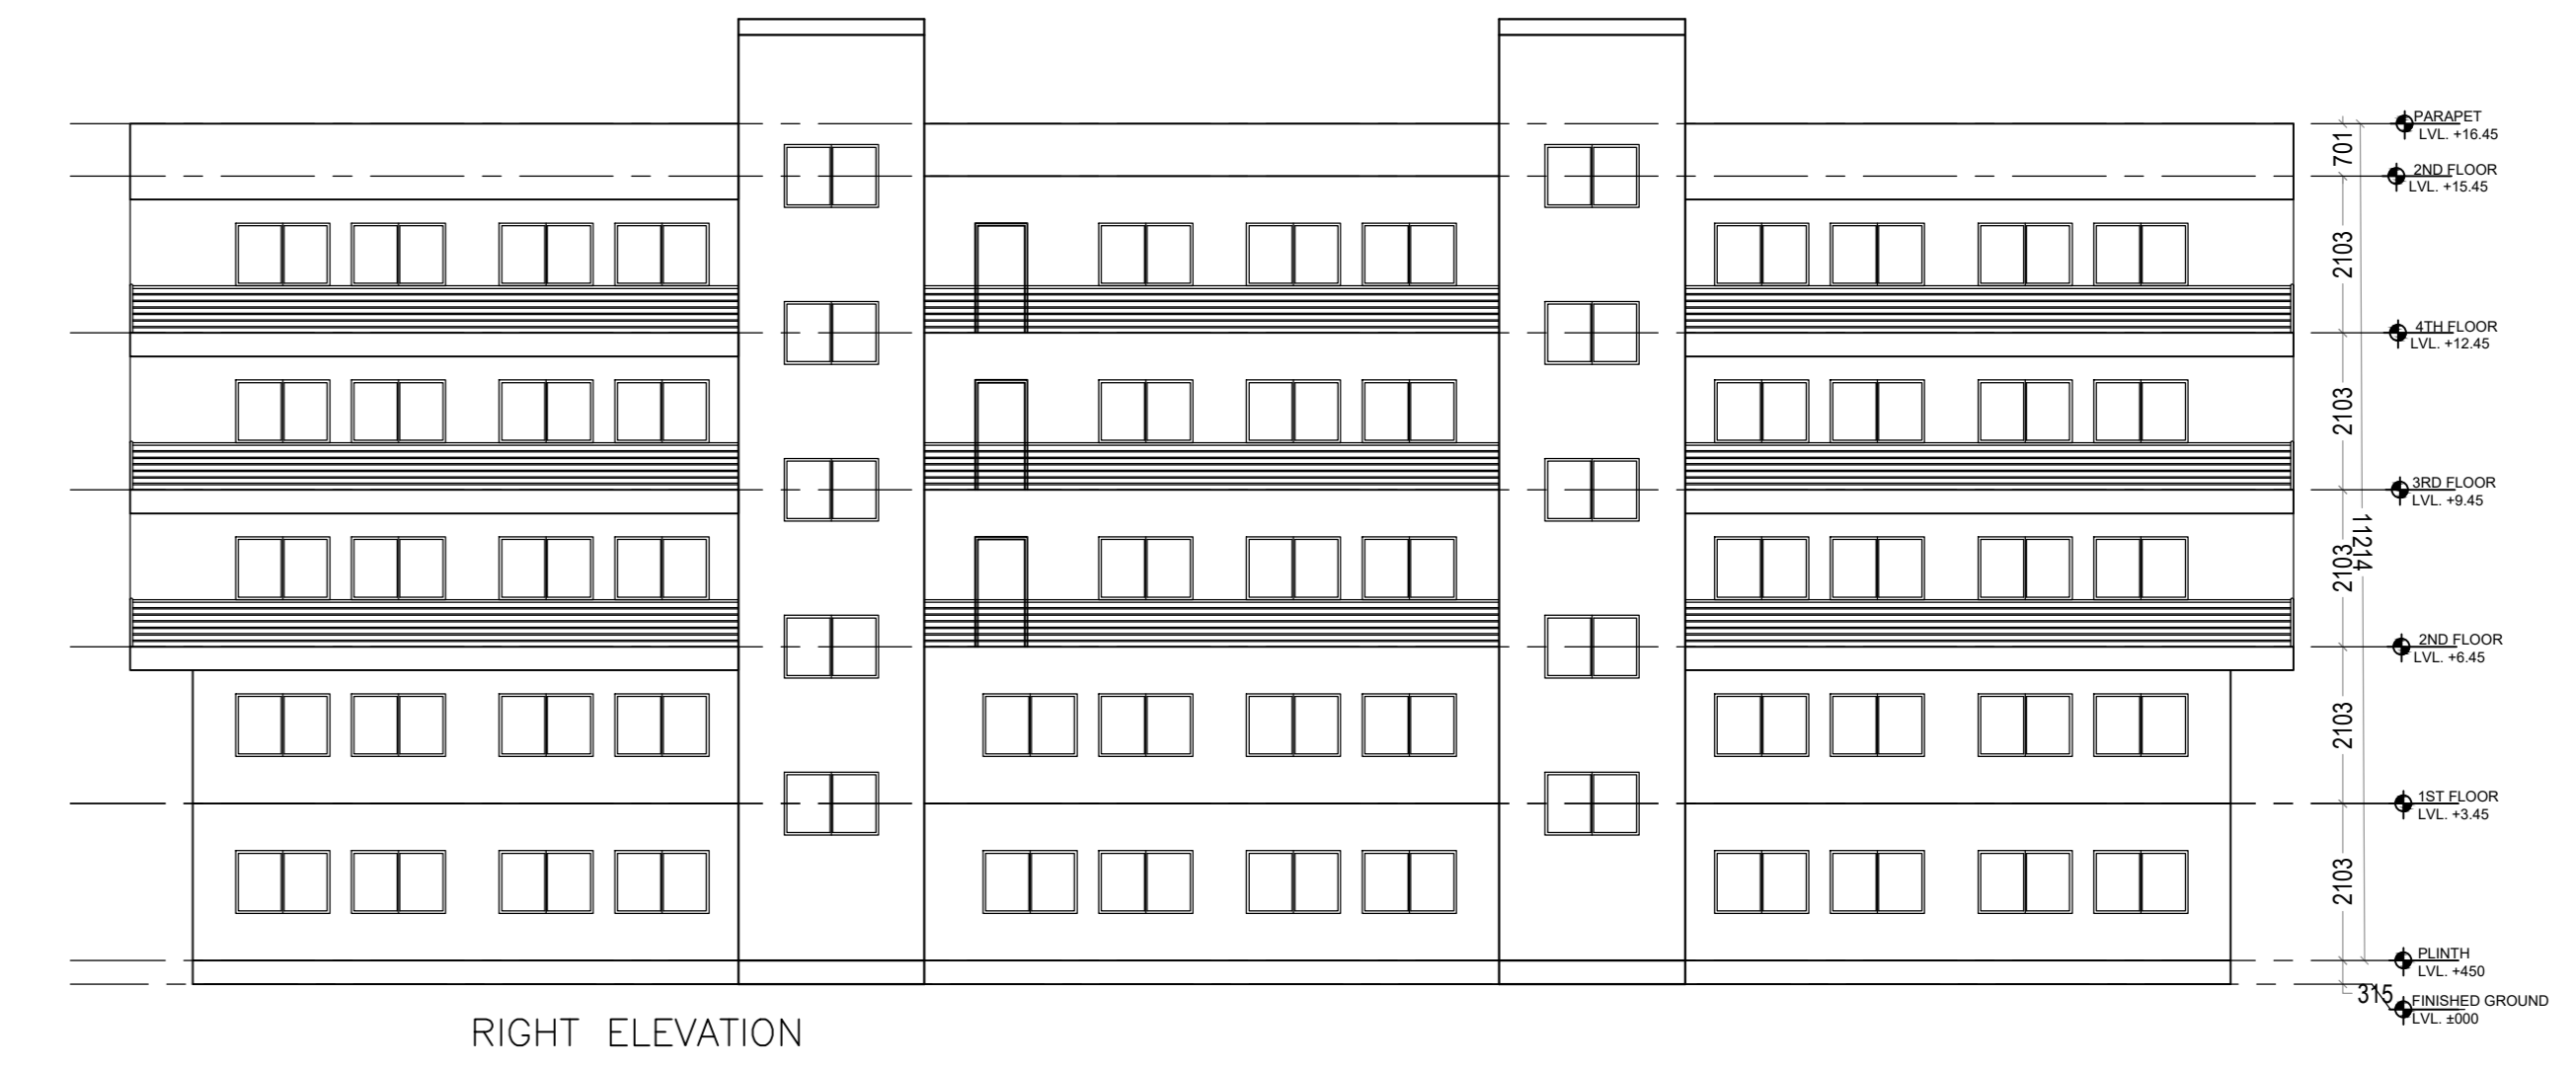 PARAPET
LVL. +16.45
701
2ND FLOOR
LVL. +15.45
2103
4TH FLOOR
LVL. +12.45
2103
3RD FLOOR
LVL. +9.45
11214
2103
2ND FLOOR
LVL. +6.45
2103
1ST FLOOR
LVL. +3.45
2103
PLINTH
LVL. +450
315
FINISHED GROUND
LVL. ±000
RIGHT ELEVATION